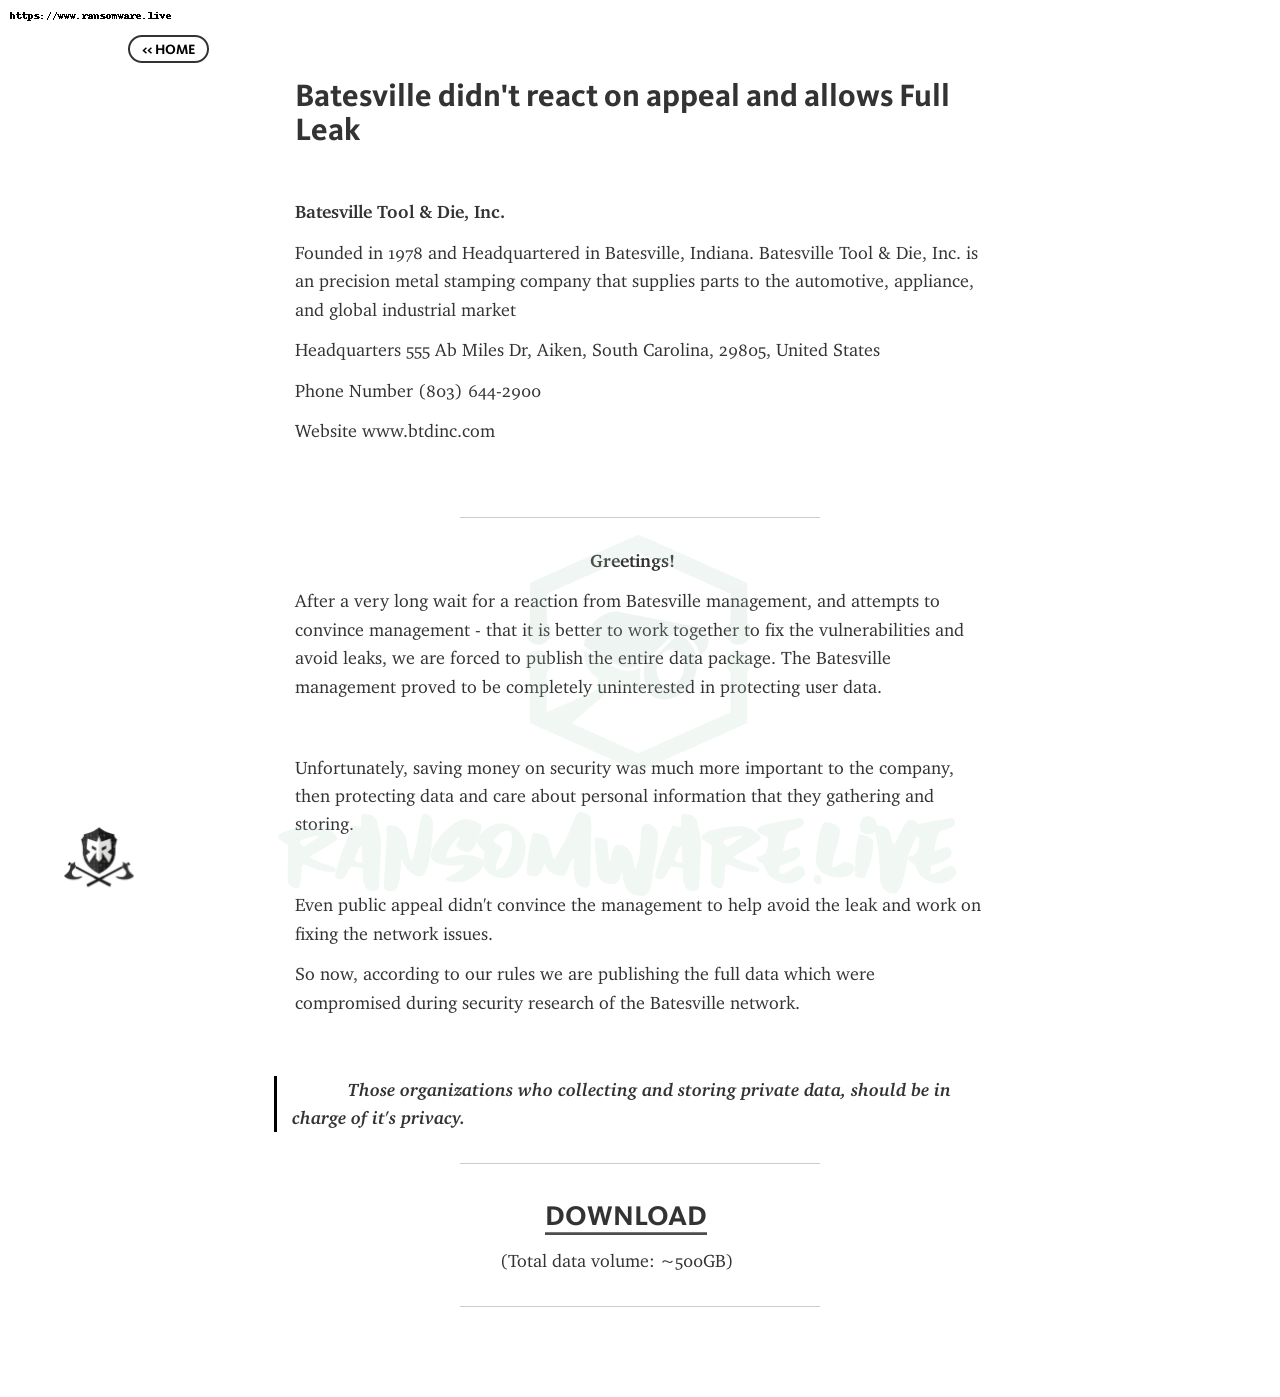 https://www.ransomware.live
<< HOME
Batesville didn't react on appeal and allows Full
Leak
Batesville Tool & Die, Inc.
Founded in 1978 and Headquartered in Batesville, Indiana. Batesville Tool & Die, Inc. is
an precision metal stamping company that supplies parts to the automotive, appliance,
and global industrial market
Headquarters 555 Ab Miles Dr, Aiken, South Carolina, 29805, United States
Phone Number (803) 644-2900
Website www.btdinc.com
Greetings!
After a very long wait for a reaction from Batesville management, and attempts to
convince management - that it is better to work together to fix the vulnerabilities and
avoid leaks, we are forced to publish the entire data package. The Batesville
management proved to be completely uninterested in protecting user data.
Unfortunately, saving money on security was much more important to the company,
then protecting data and care about personal information that they gathering and
storing.
RANSOMWARE.LIVE
Even public appeal didn't convince the management to help avoid the leak and work on
fixing the network issues.
So now, according to our rules we are publishing the full data which were
compromised during security research of the Batesville network.
Those organizations who collecting and storing private data, should be in
charge of it's privacy.
DOWNLOAD
(Total data volume: ~500GB)